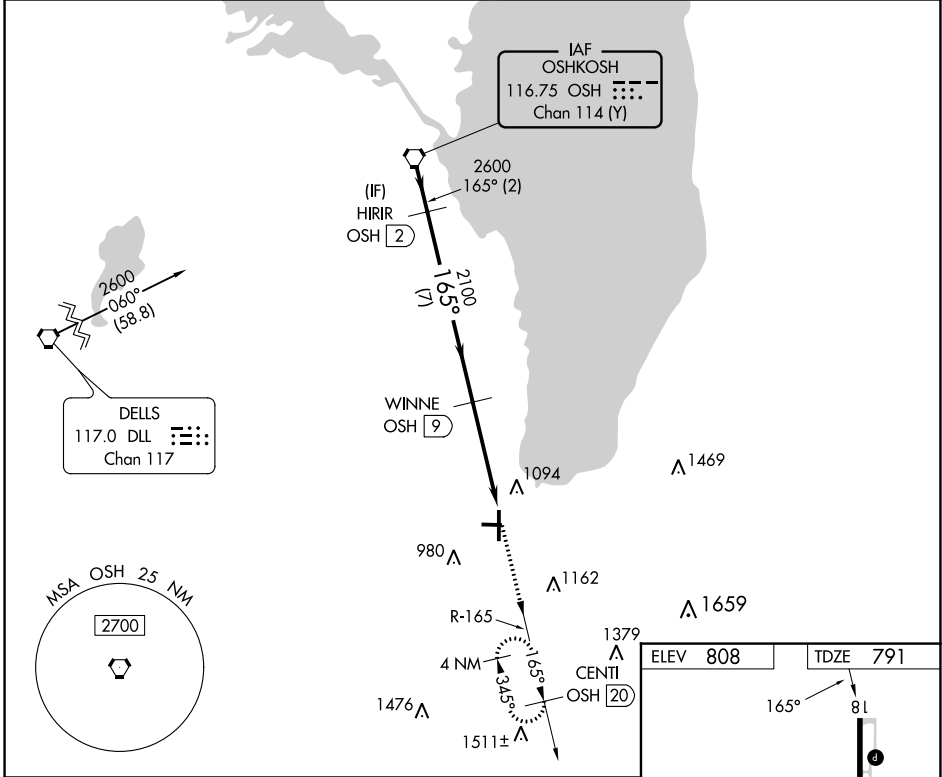 IAF
OSHKOSH
116.75 OSH
Chan 114 (Y)
2600
165° (2)
(IF)
HIRIR
OSH 2
2100
165°
(7)
2600
060°
(58.8)
DELLS
117.0 DLL
Chan 117
WINNE
OSH 9
1094
1469
980
1162
1659
MSA OSH 25 NM
2700
R-165
1379
4 NM
165°
345°
CENTI
OSH 20
1476
1511±
ELEV 808
TDZE 791
165°
18
P